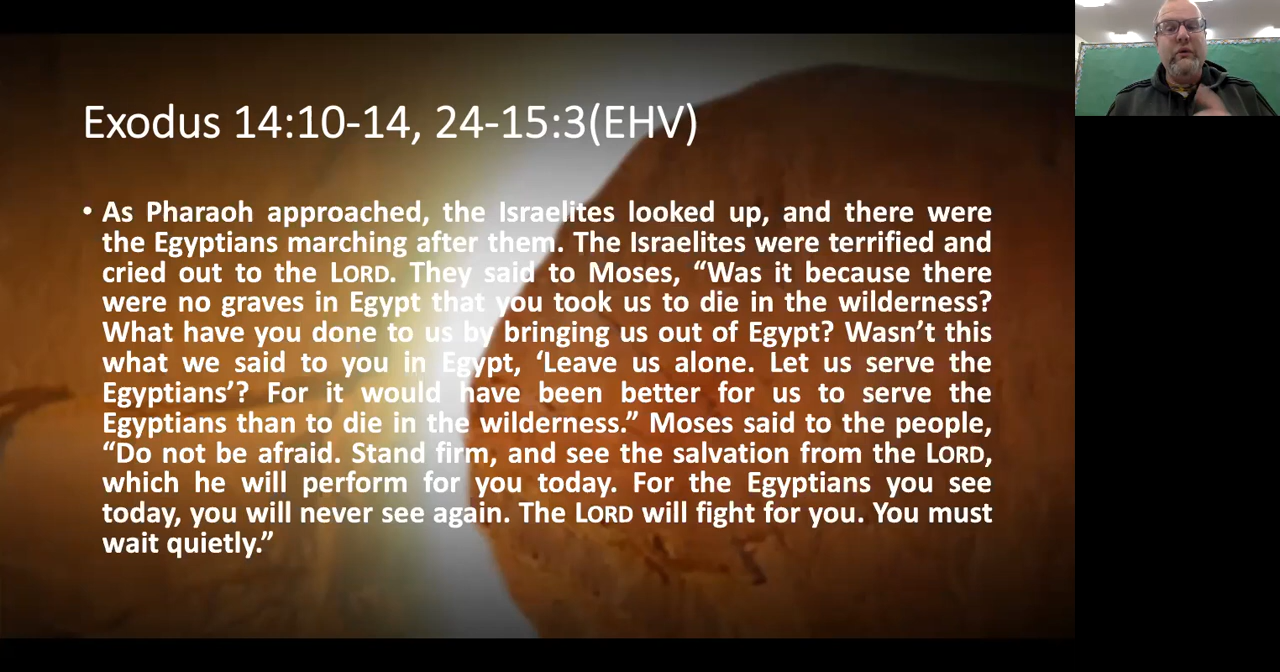 Exodus 14:10-14, 24-15:3(EHV)
• As Pharaoh approached, the Israelites looked up, and there were
the Egyptians marching after them. The Israelites were terrified and
cried out to the LORD. They said to Moses, “Was it because there
were no graves in Egypt that you took us to die in the wilderness?
What have you done to us by bringing us out of Egypt? Wasn’t this
what we said to you in Egypt, ‘Leave us alone. Let us serve the
Egyptians’? For it would have been better for us to serve the
Egyptians than to die in the wilderness.” Moses said to the people,
“Do not be afraid. Stand firm, and see the salvation from the LORD,
which he will perform for you today. For the Egyptians you see
today, you will never see again. The LORD will fight for you. You must
wait quietly.”